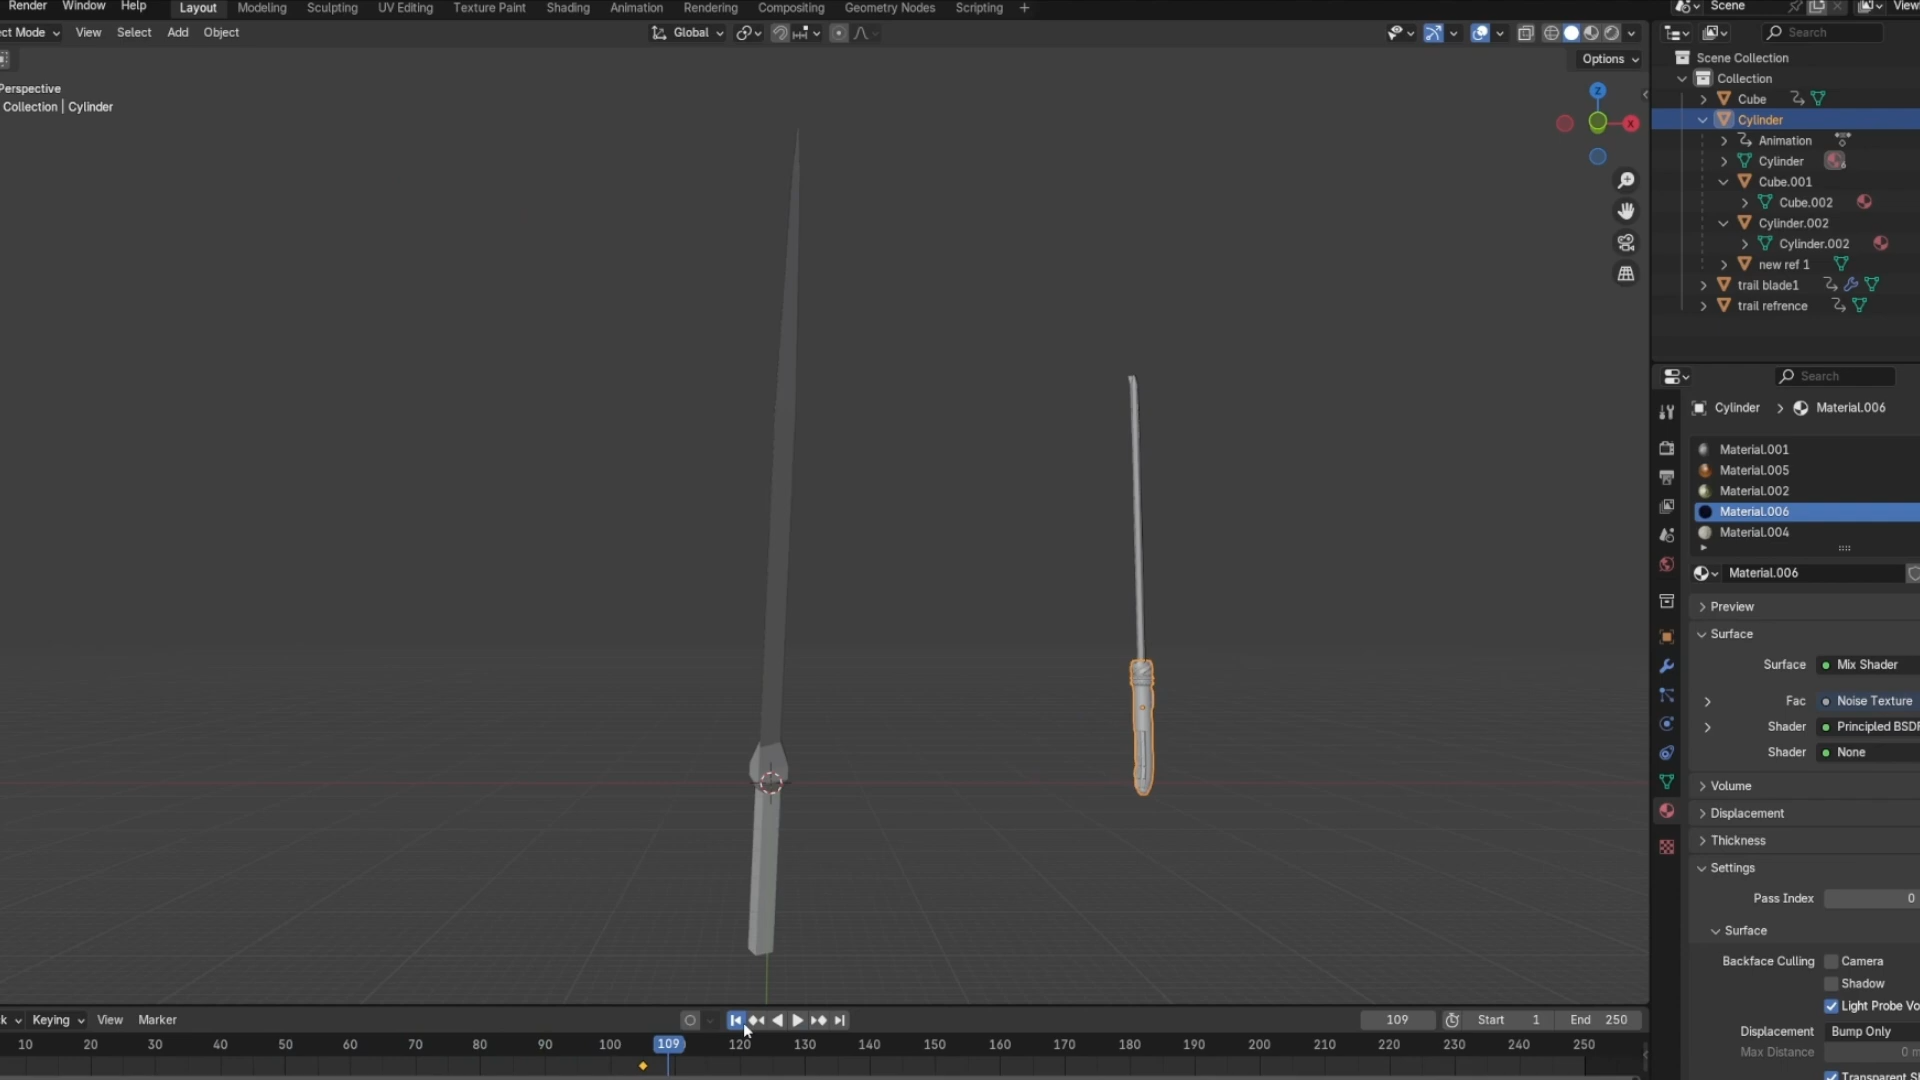 Render Window Help Layout Modeling Sculpting UV Editing Texture Paint Shading Animation Rendering Compositing Geometry Nodes Scripting + Scene View
ct Mode View Select Add Object Global Search
Options
Perspective
Collection | Cylinder
Z
X
Scene Collection
Collection
Cube
Cylinder
Animation
Cylinder
Cube.001
Cube.002
Cylinder.002
Cylinder.002
new ref 1
trail blade1
trail refrence
Search
Cylinder > Material.006
Material.001
Material.005
Material.002
Material.006
Material.004
Material.006
Preview
Surface
Surface Mix Shader
Fac Noise Texture
Shader Principled BSDF
Shader None
Volume
Displacement
Thickness
Settings
Pass Index 0
Surface
Backface Culling Camera
Shadow
Light Probe Vo
Displacement Bump Only
Max Distance 0 m
Transparent S
k Keying View Marker 109 Start 1 End 250
10 20 30 40 50 60 70 80 90 100 109 120 130 140 150 160 170 180 190 200 210 220 230 240 250